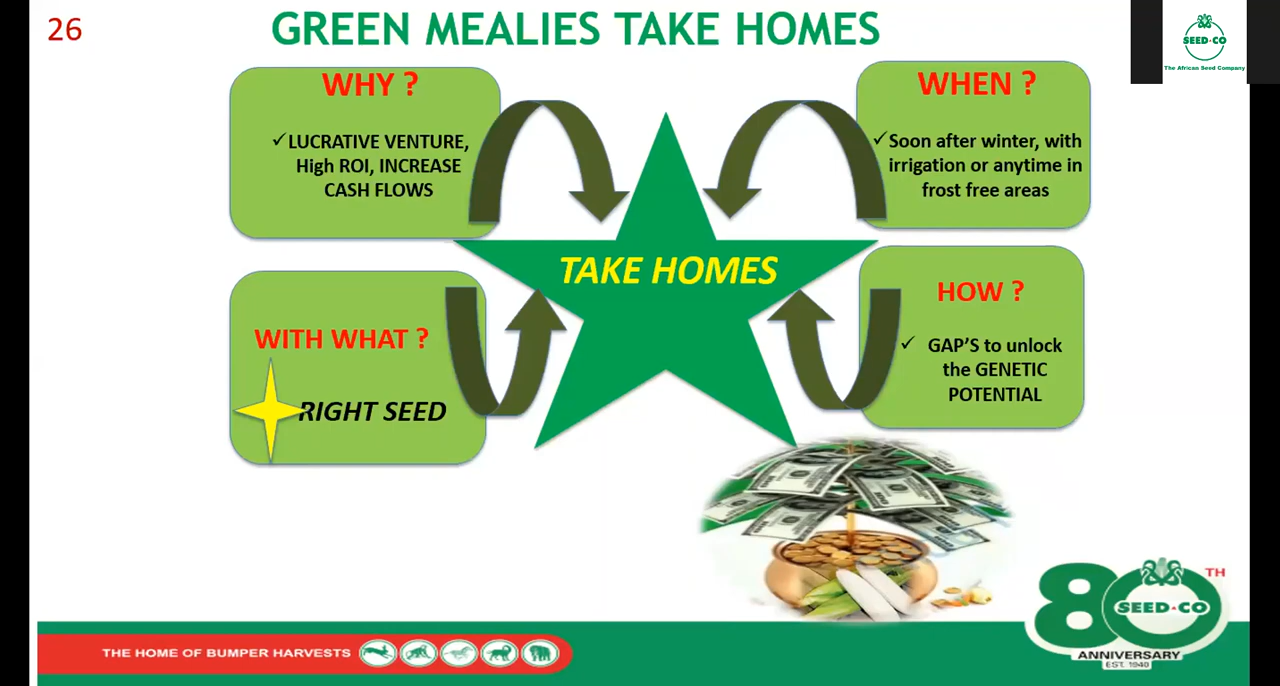 26
GREEN MEALIES TAKE HOMES
SEED·CO
The African Seed Company
WHY ?
✓LUCRATIVE VENTURE,
High ROI, INCREASE
CASH FLOWS
WHEN ?
✓Soon after winter, with
irrigation or anytime in
frost free areas
TAKE HOMES
WITH WHAT ?
RIGHT SEED
HOW ?
✓ GAP'S to unlock
the GENETIC
POTENTIAL
80TH
SEED·CO
ANNIVERSARY
EST. 1940
THE HOME OF BUMPER HARVESTS